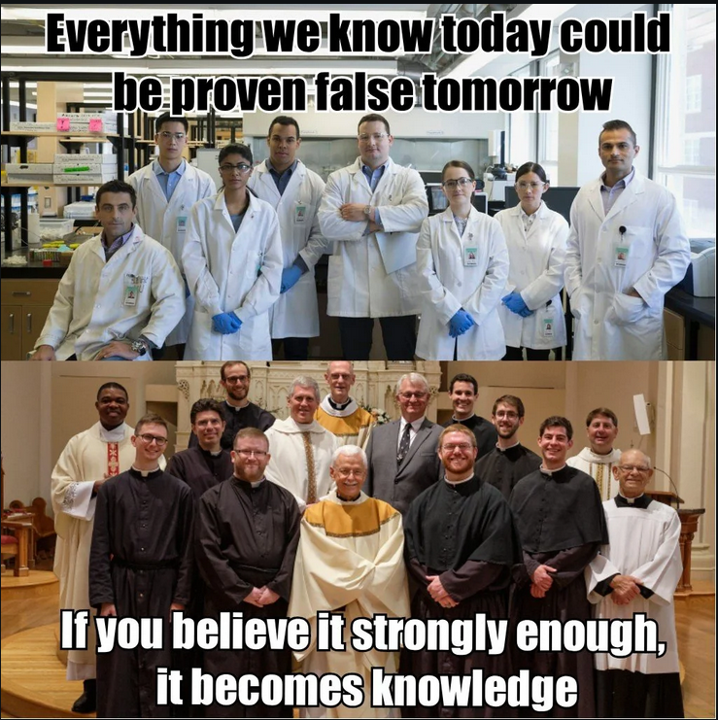 Everything we know today could
be proven false tomorrow
If you believe it strongly enough,
it becomes knowledge